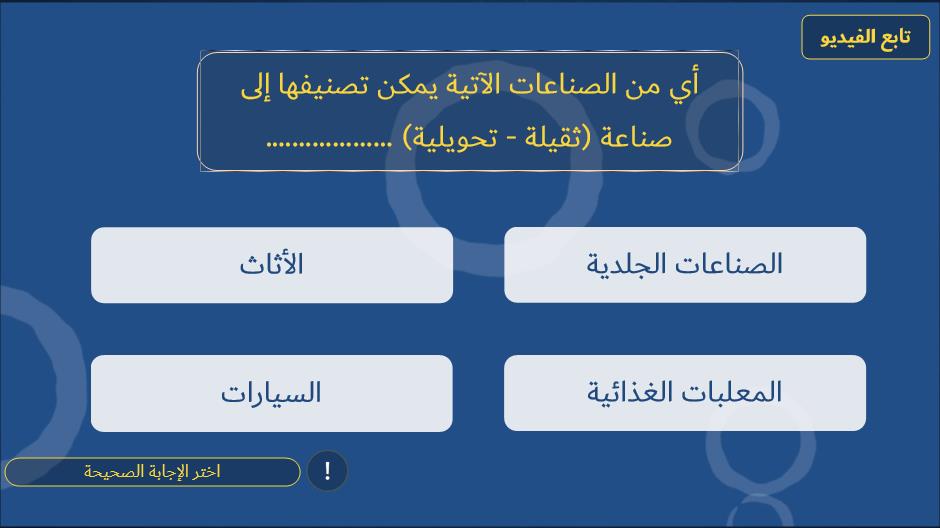 تابع الفيديو
أي من الصناعات الآتية يمكن تصنيفها إلى
صناعة (ثقيلة - تحويلية) ...................
الصناعات الجلدية
الأثاث
المعلبات الغذائية
السيارات
!
اختر الإجابة الصحيحة